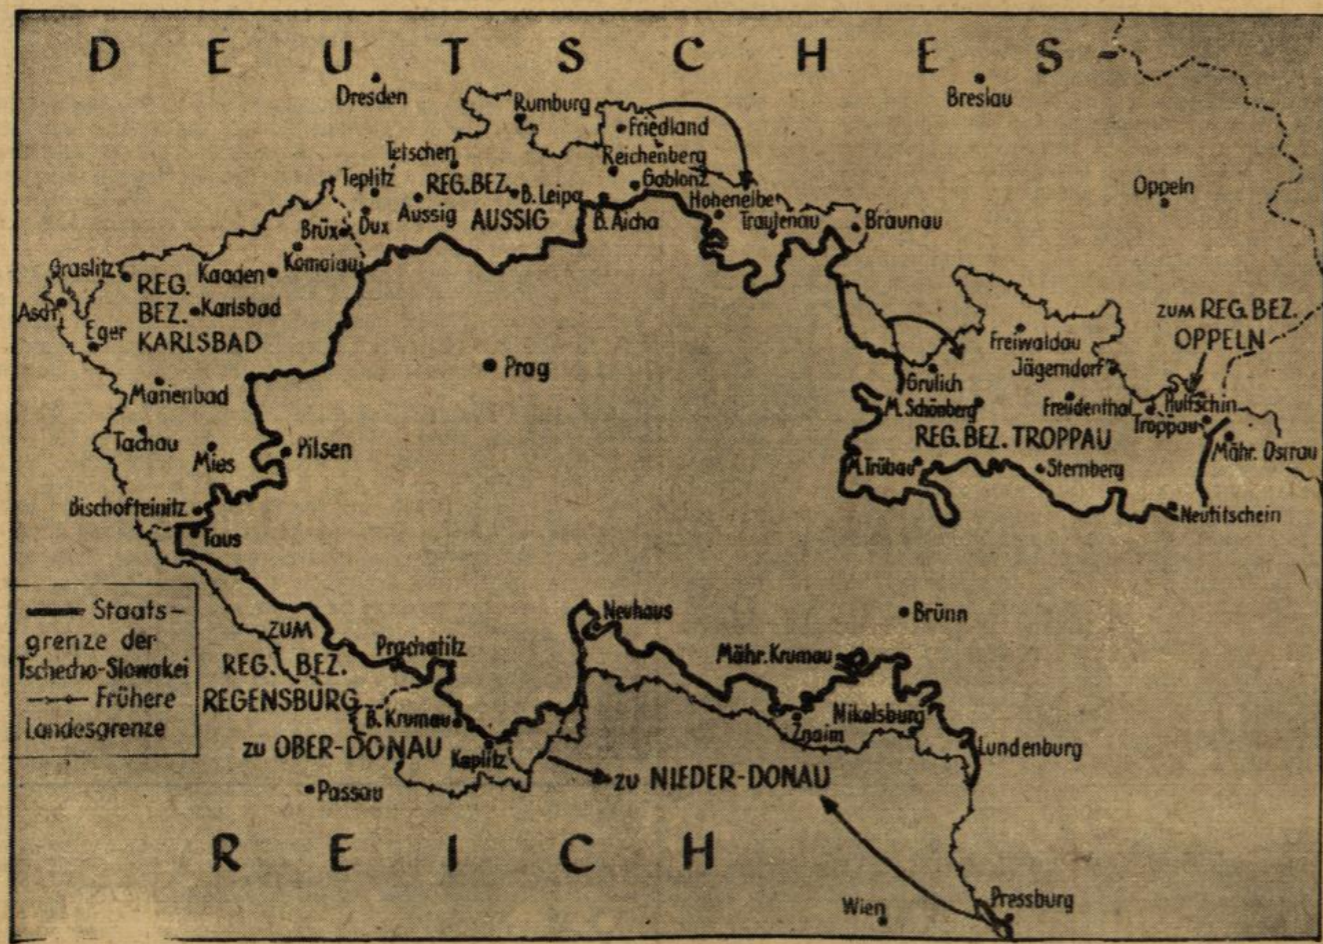 DEUTSCHES-
Dresden
Breslau
Rumburg
Friedland
Tetschen
Reichenberg
Teplitz
REG. BEZ.
AUSSIG
B. Leipa
Gablonz
Oppeln
Aussig
B. Aicha
Hohenelbe
Trautenau
Braunau
Brüx
Dux
Komotau
Kaaden
Graslitz
Asch
REG.
BEZ.
KARLSBAD
Karlsbad
Eger
ZUM REG. BEZ.
OPPELN
Freiwaldau
Jägerndorf
Prag
Grulich
Marienbad
M. Schönberg
Freudenthal
Hultschin
Troppau
REG. BEZ. TROPPAU
Tachau
Mies
Pilsen
M. Trübau
Sternberg
Mähr. Ostrau
Bischofteinitz
Neutitschein
Taus
Staats-
grenze der
Tschecho-Slowakei
Frühere
Landesgrenze
ZUM
REG. BEZ.
REGENSBURG
Prachatitz
Neuhaus
Brünn
Mähr. Krumau
B. Krumau
Nikolsburg
Znaim
zu OBER-DONAU
Kaplitz
Lundenburg
zu NIEDER-DONAU
Passau
REICH
Wien
Pressburg